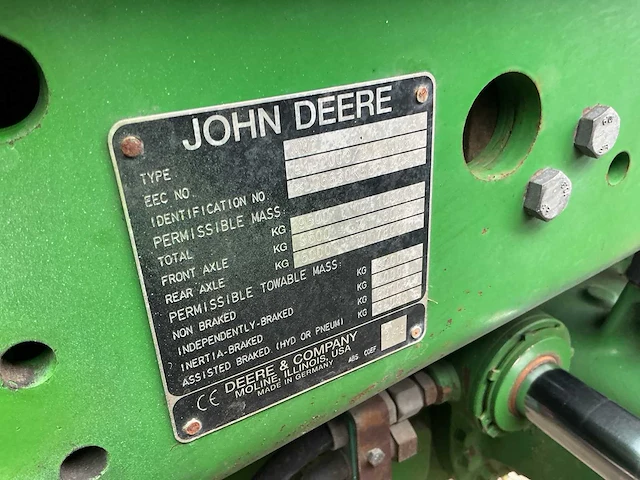 JOHN DEERE
TYPE
EEC NO.
IDENTIFICATION NO.
PERMISSIBLE MASS:
TOTAL KG
FRONT AXLE KG
REAR AXLE KG
PERMISSIBLE TOWABLE MASS:
NON BRAKED KG
INDEPENDENTLY-BRAKED KG
INERTIA-BRAKED KG
ASSISTED BRAKED (HYD OR PNEUM) KG
CE DEERE & COMPANY ABS. COEF
MOLINE, ILLINOIS, USA
MADE IN GERMANY